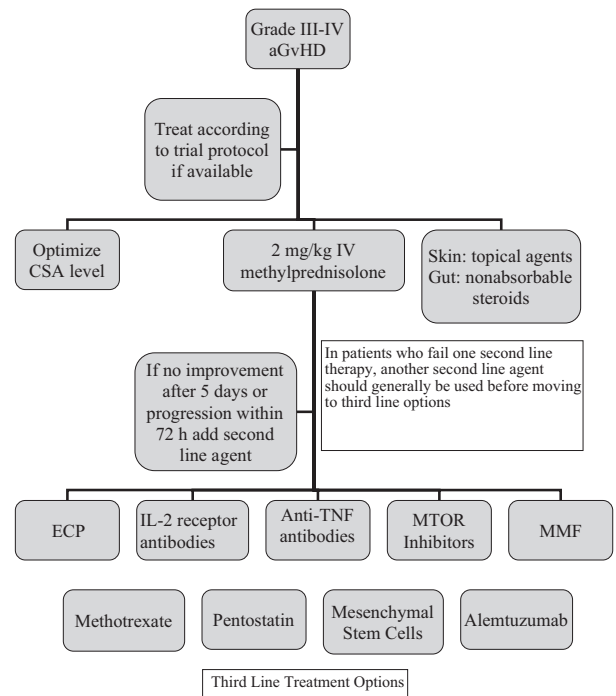 Grade III-IV
aGvHD
Treat according
to trial protocol
if available
Optimize
CSA level
2 mg/kg IV
methylprednisolone
Skin: topical agents
Gut: nonabsorbable
steroids
If no improvement
after 5 days or
progression within
72 h add second
line agent
In patients who fail one second line
therapy, another second line agent
should generally be used before moving
to third line options
ECP
IL-2 receptor
antibodies
Anti-TNF
antibodies
MTOR
Inhibitors
MMF
Methotrexate
Pentostatin
Mesenchymal
Stem Cells
Alemtuzumab
Third Line Treatment Options